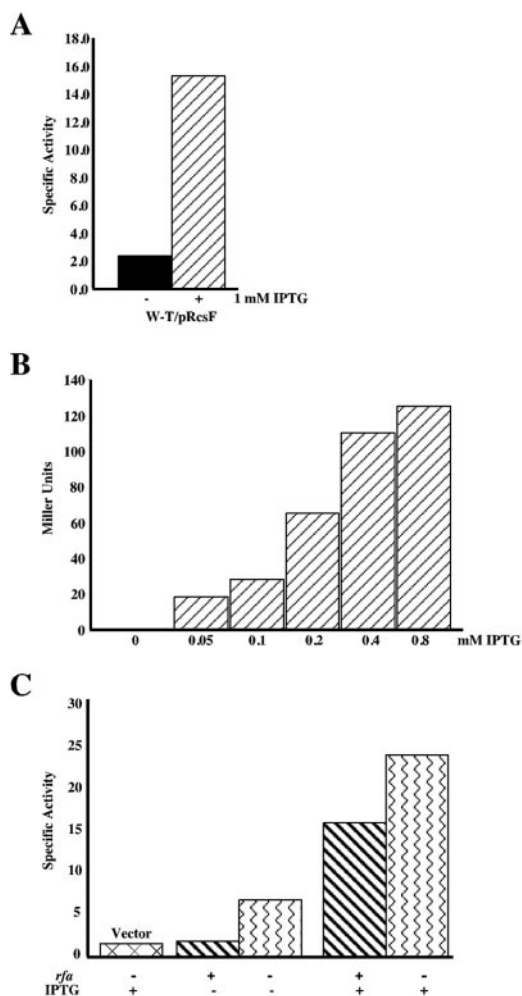 A
18.0
16.0
14.0
12.0
10.0
8.0
6.0
4.0
2.0
0.0
Specific Activity
- + 1 mM IPTG
W-T/pRcsF
B
140
120
100
80
60
40
20
0
Miller Units
0 0.05 0.1 0.2 0.4 0.8 mM IPTG
C
30
25
20
15
10
5
0
Specific Activity
Vector
rfa - + - + -
IPTG + - - + +